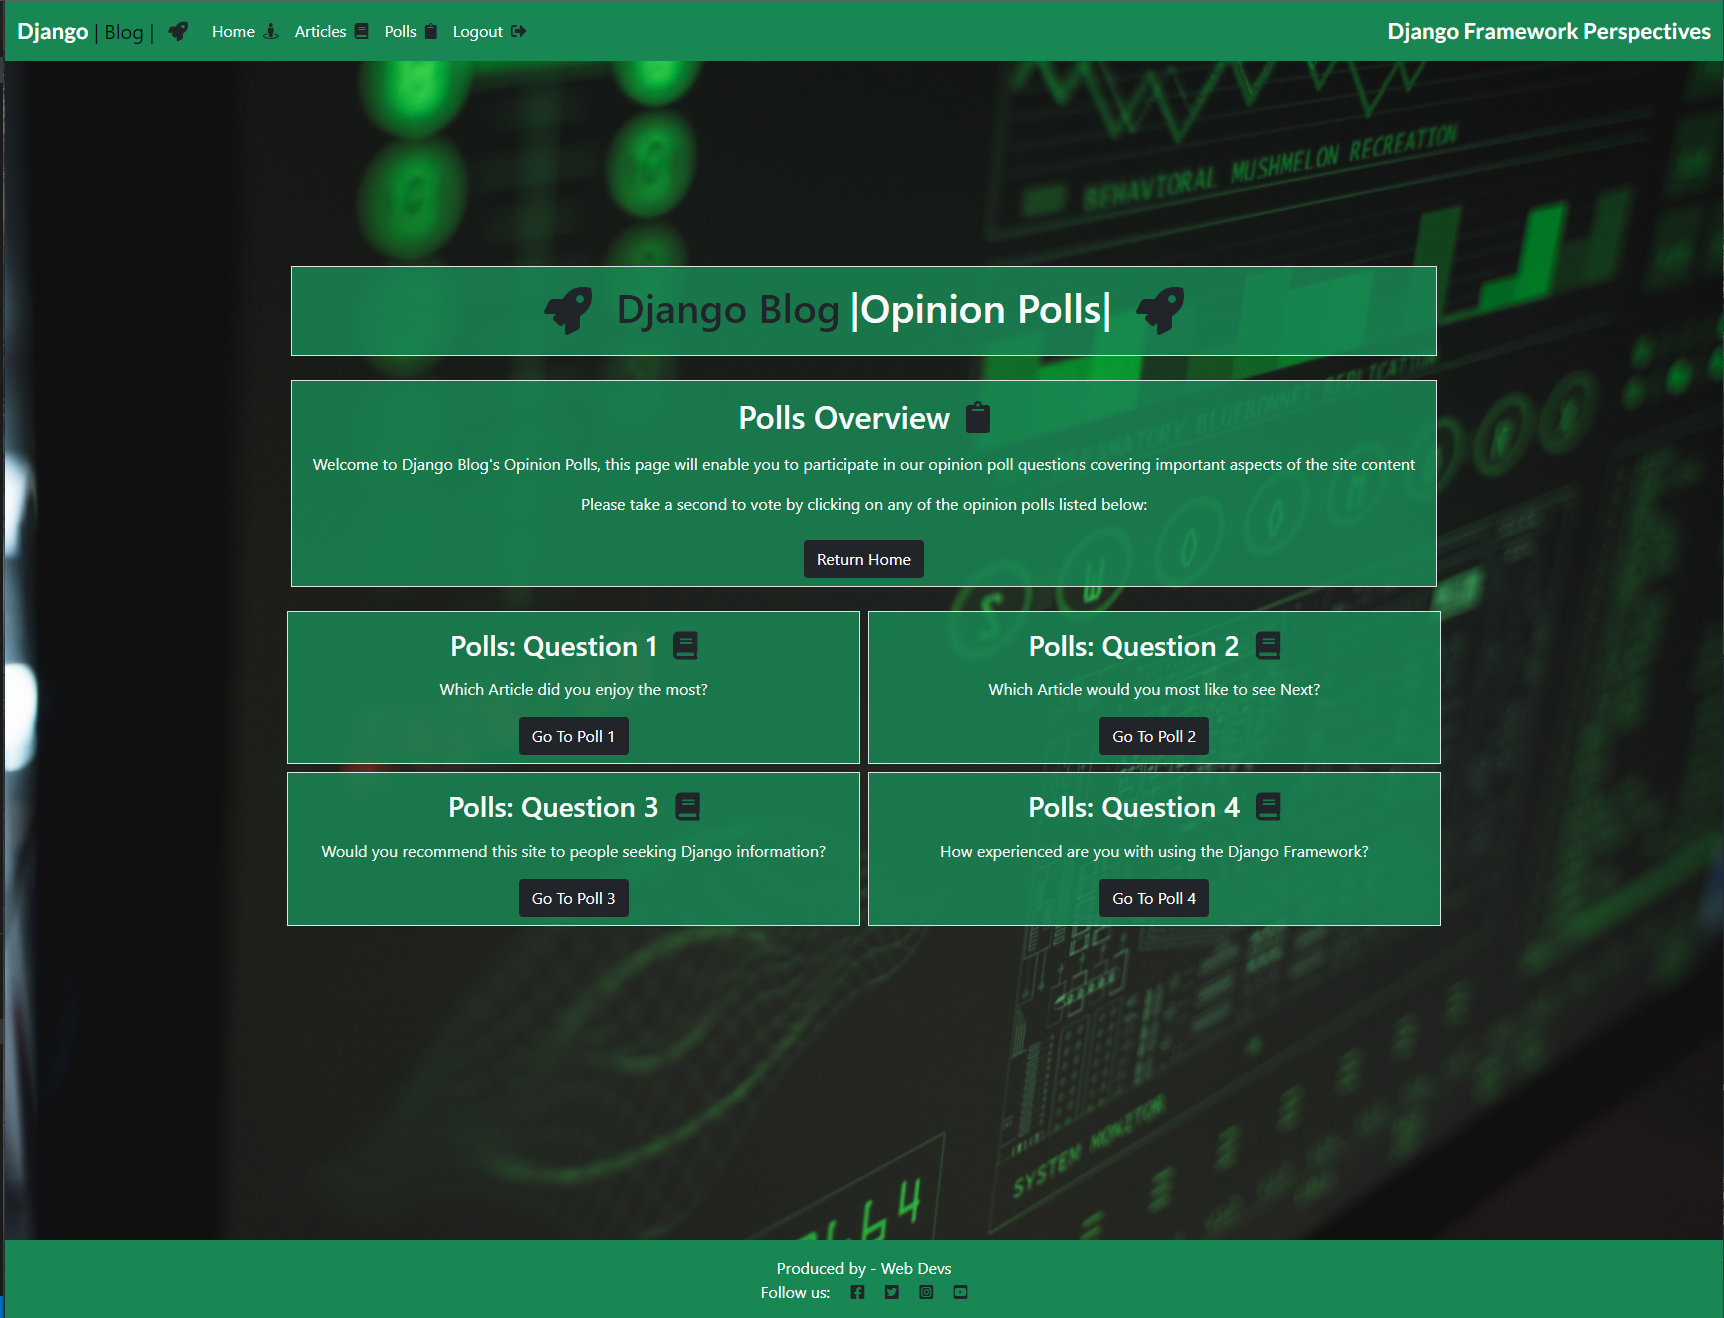 Django | Blog | Home Articles Polls Logout Django Framework Perspectives
BEHAVIORAL MUSHMELON RECREATION
Django Blog |Opinion Polls|
Polls Overview
Welcome to Django Blog's Opinion Polls, this page will enable you to participate in our opinion poll questions covering important aspects of the site content
Please take a second to vote by clicking on any of the opinion polls listed below:
Return Home
Polls: Question 1
Which Article did you enjoy the most?
Go To Poll 1
Polls: Question 2
Which Article would you most like to see Next?
Go To Poll 2
Polls: Question 3
Would you recommend this site to people seeking Django information?
Go To Poll 3
Polls: Question 4
How experienced are you with using the Django Framework?
Go To Poll 4
SYSTEM MONETOR
64
Produced by - Web Devs
Follow us: